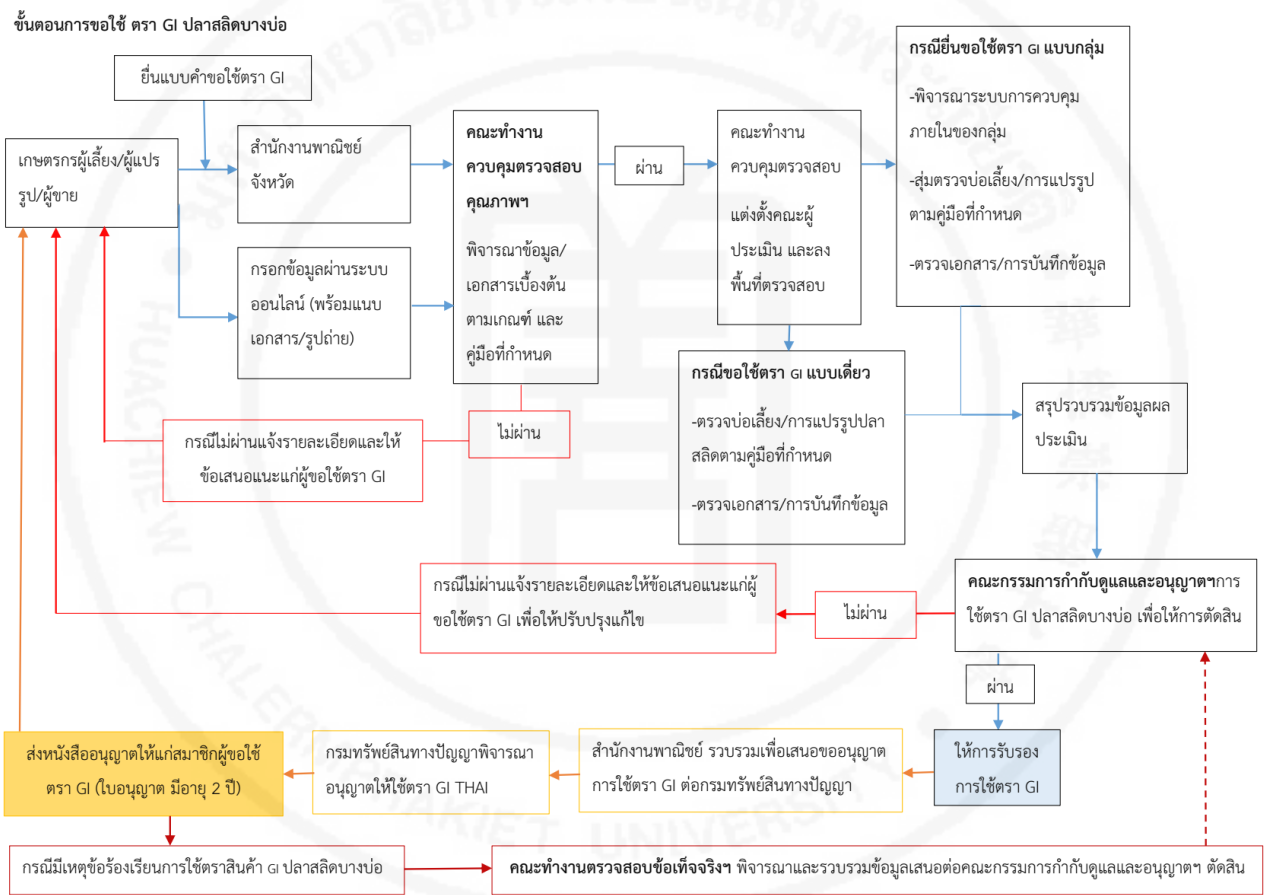 ขั้นตอนการขอใช้ ตรา GI ปลาสลิดบางบ่อ
ยื่นแบบคำขอใช้ตรา GI
เกษตรกรผู้เลี้ยง/ผู้แปร
รูป/ผู้ขาย
สำนักงานพาณิชย์
จังหวัด
กรอกข้อมูลผ่านระบบ
ออนไลน์ (พร้อมแนบ
เอกสาร/รูปถ่าย)
คณะทำงาน
ควบคุมตรวจสอบ
คุณภาพฯ
พิจารณาข้อมูล/
เอกสารเบื้องต้น
ตามเกณฑ์ และ
คู่มือที่กำหนด
ผ่าน
คณะทำงาน
ควบคุมตรวจสอบ
แต่งตั้งคณะผู้
ประเมิน และลง
พื้นที่ตรวจสอบ
กรณียื่นขอใช้ตรา GI แบบกลุ่ม
-พิจารณาระบบการควบคุม
ภายในของกลุ่ม
-สุ่มตรวจบ่อเลี้ยง/การแปรรูป
ตามคู่มือที่กำหนด
-ตรวจเอกสาร/การบันทึกข้อมูล
กรณีขอใช้ตรา GI แบบเดี่ยว
-ตรวจบ่อเลี้ยง/การแปรรูปปลา
สลิดตามคู่มือที่กำหนด
-ตรวจเอกสาร/การบันทึกข้อมูล
ไม่ผ่าน
กรณีไม่ผ่านแจ้งรายละเอียดและให้
ข้อเสนอแนะแก่ผู้ขอใช้ตรา GI
สรุปรวบรวมข้อมูลผล
ประเมิน
คณะกรรมการกำกับดูแลและอนุญาตฯการ
ใช้ตรา GI ปลาสลิดบางบ่อ เพื่อให้การตัดสิน
ไม่ผ่าน
กรณีไม่ผ่านแจ้งรายละเอียดและให้ข้อเสนอแนะแก่ผู้
ขอใช้ตรา GI เพื่อให้ปรับปรุงแก้ไข
ผ่าน
ให้การรับรอง
การใช้ตรา GI
สำนักงานพาณิชย์ รวบรวมเพื่อเสนอขออนุญาต
การใช้ตรา GI ต่อกรมทรัพย์สินทางปัญญา
กรมทรัพย์สินทางปัญญาพิจารณา
อนุญาตให้ใช้ตรา GI THAI
ส่งหนังสืออนุญาตให้แก่สมาชิกผู้ขอใช้
ตรา GI (ใบอนุญาต มีอายุ 2 ปี)
กรณีมีเหตุข้อร้องเรียนการใช้ตราสินค้า GI ปลาสลิดบางบ่อ
คณะทำงานตรวจสอบข้อเท็จจริงฯ พิจารณาและรวบรวมข้อมูลเสนอต่อคณะกรรมการกำกับดูแลและอนุญาตฯ ตัดสิน
HUACHIEW CHALERMPRAKIET UNIVERSITY